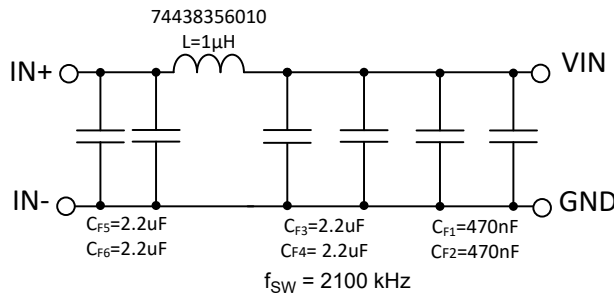 74438356010
L=1µH
IN+
VIN
IN-
GND
CF5=2.2uF
CF6=2.2uF
CF3=2.2uF
CF4= 2.2uF
CF1=470nF
CF2=470nF
fSW = 2100 kHz